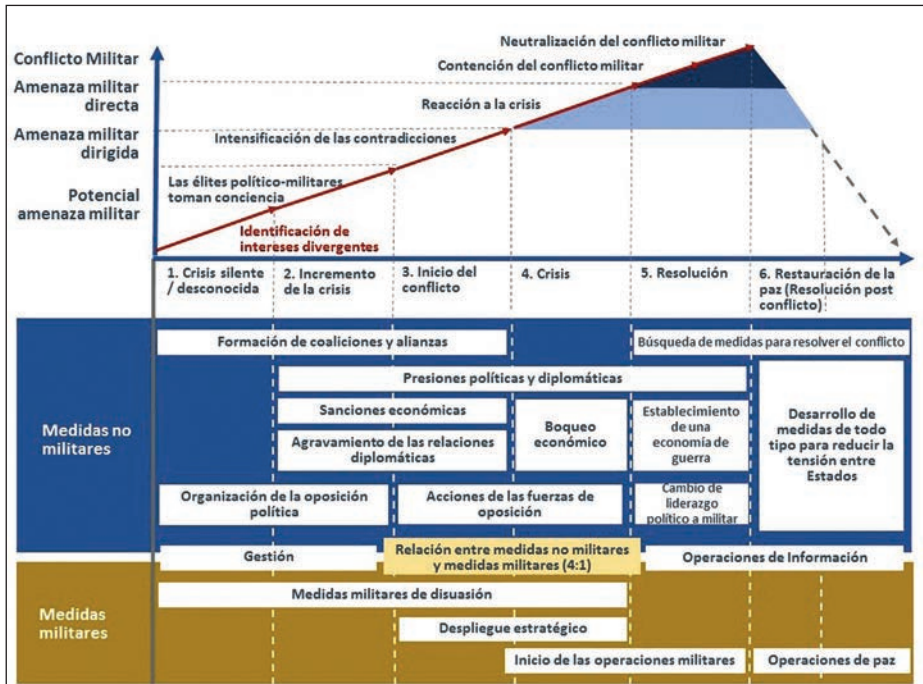 Neutralización del conflicto militar
Conflicto Militar
Contención del conflicto militar
Amenaza militar
directa
Reacción a la crisis
Amenaza militar
dirigida
Intensificación de las contradicciones
Las élites político-militares
toman conciencia
Potencial
amenaza militar
Identificación de
intereses divergentes
1. Crisis silente
/ desconocida
2. Incremento
de la crisis
3. Inicio del
conflicto
4. Crisis
5. Resolución
6. Restauración de la
paz (Resolución post
conflicto)
Medidas no
militares
Formación de coaliciones y alianzas
Búsqueda de medidas para resolver el conflicto
Presiones políticas y diplomáticas
Sanciones económicas
Agravamiento de las relaciones
diplomáticas
Boqueo
económico
Establecimiento
de una
economía de
guerra
Desarrollo de
medidas de todo
tipo para reducir la
tensión entre
Estados
Organización de la oposición
política
Acciones de las fuerzas de
oposición
Cambio de
liderazgo
político a militar
Gestión
Relación entre medidas no militares
y medidas militares (4:1)
Operaciones de Información
Medidas
militares
Medidas militares de disuasión
Despliegue estratégico
Inicio de las operaciones militares
Operaciones de paz